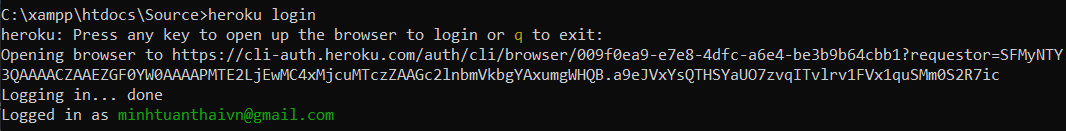 C:\xampp\htdocs\Source>heroku login
heroku: Press any key to open up the browser to login or q to exit:
Opening browser to https://cli-auth.heroku.com/auth/cli/browser/009f0ea9-e7e8-4dfc-a6e4-be3b9b64cbb1?requestor=SFMyNTY
3QAAAACZAAEZGF0YW0AAAAPMTE2LjEwMC4xMjcuMTczZAAGc2lnbmVkbgYAxumgWHQB.a9eJVxYsQTHSYaUO7zvqITvlrv1FVx1quSMm0S2R7ic
Logging in... done
Logged in as minhtuanthaivn@gmail.com